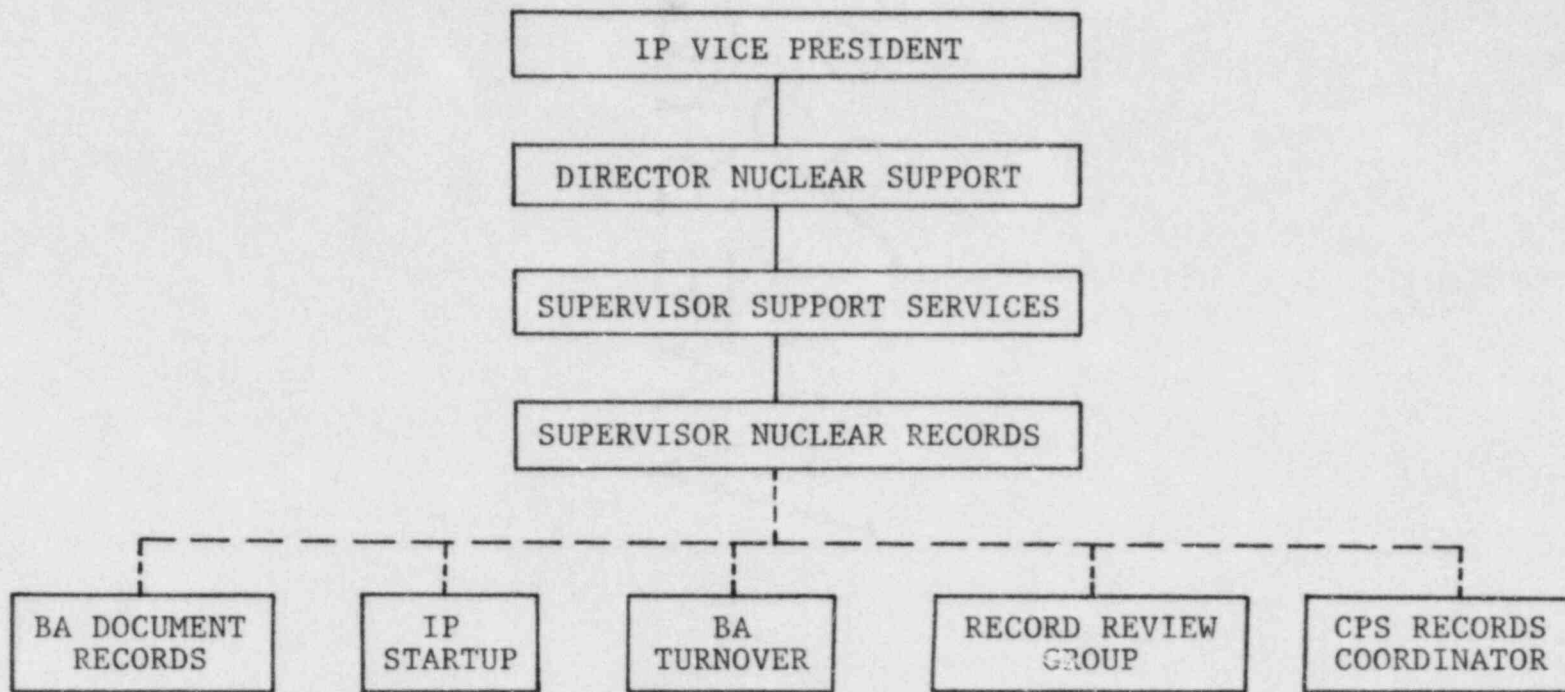 IP VICE PRESIDENT
DIRECTOR NUCLEAR SUPPORT
SUPERVISOR SUPPORT SERVICES
SUPERVISOR NUCLEAR RECORDS
BA DOCUMENT
RECORDS
IP
STARTUP
BA
TURNOVER
RECORD REVIEW
GROUP
CPS RECORDS
COORDINATOR